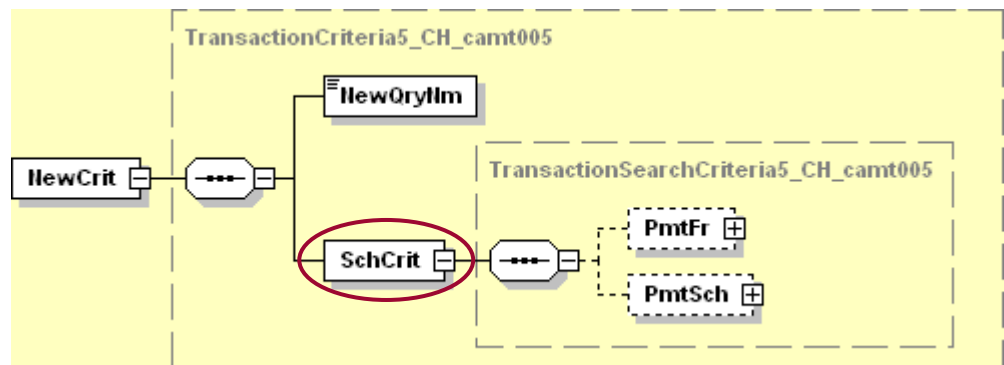 TransactionCriteria5_CH_camt005
NewQryNm
NewCrit
TransactionSearchCriteria5_CH_camt005
PmtFr
SchCrit
PmtSch